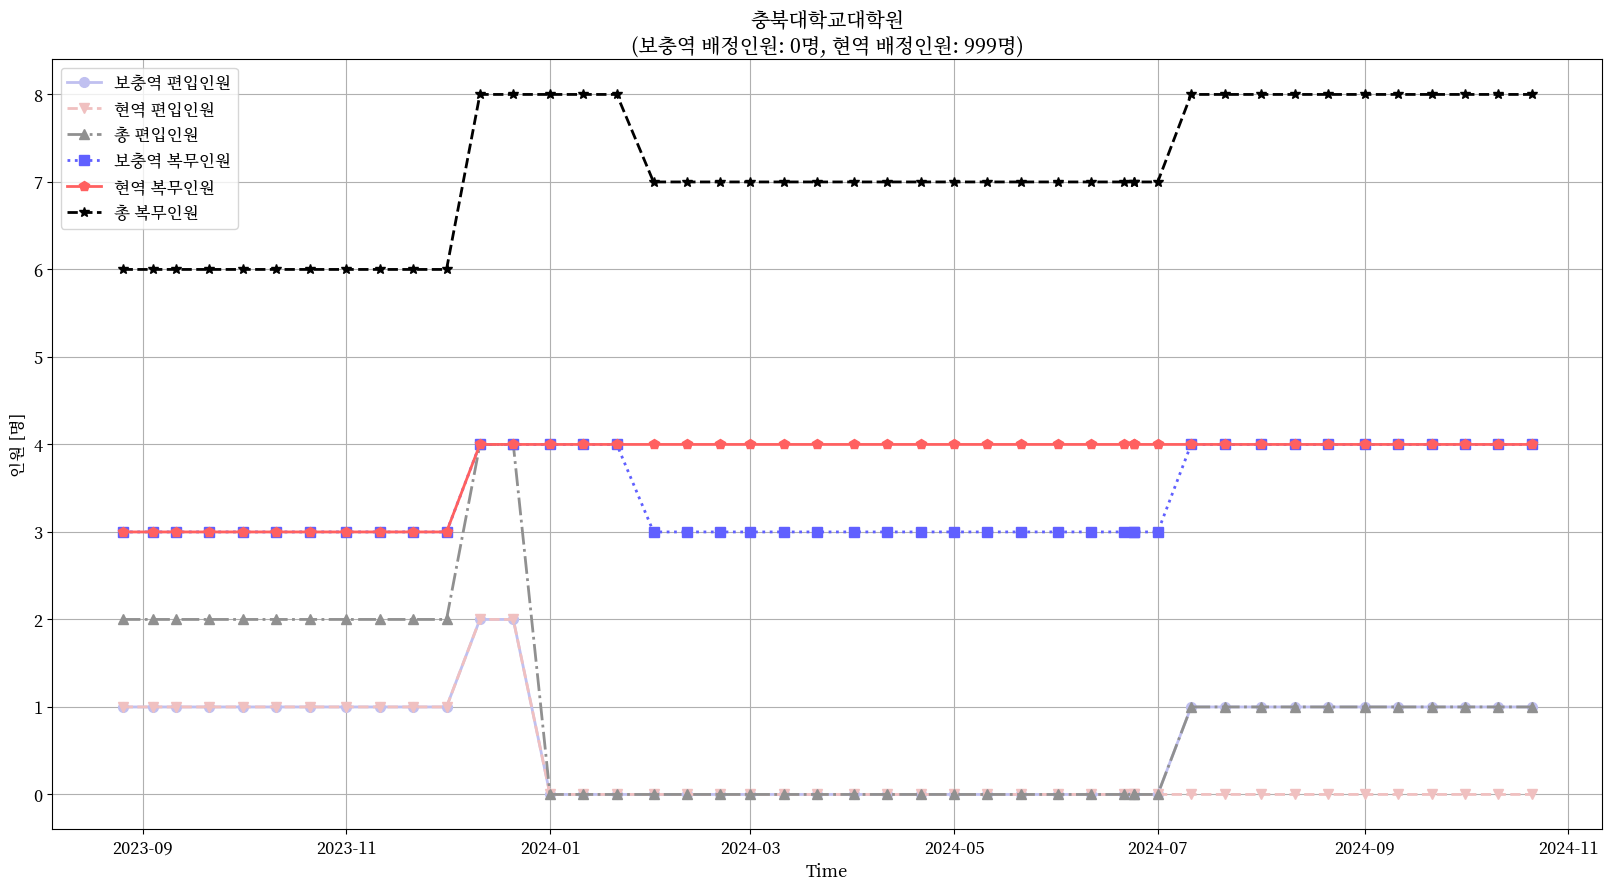 충북대학교대학원
(보충역 배정인원: 0명, 현역 배정인원: 999명)
보충역 편입인원
현역 편입인원
총 편입인원
보충역 복무인원
현역 복무인원
총 복무인원
인원 [명]
8
7
6
5
4
3
2
1
0
2023-09
2023-11
2024-01
2024-03
2024-05
2024-07
2024-09
2024-11
Time